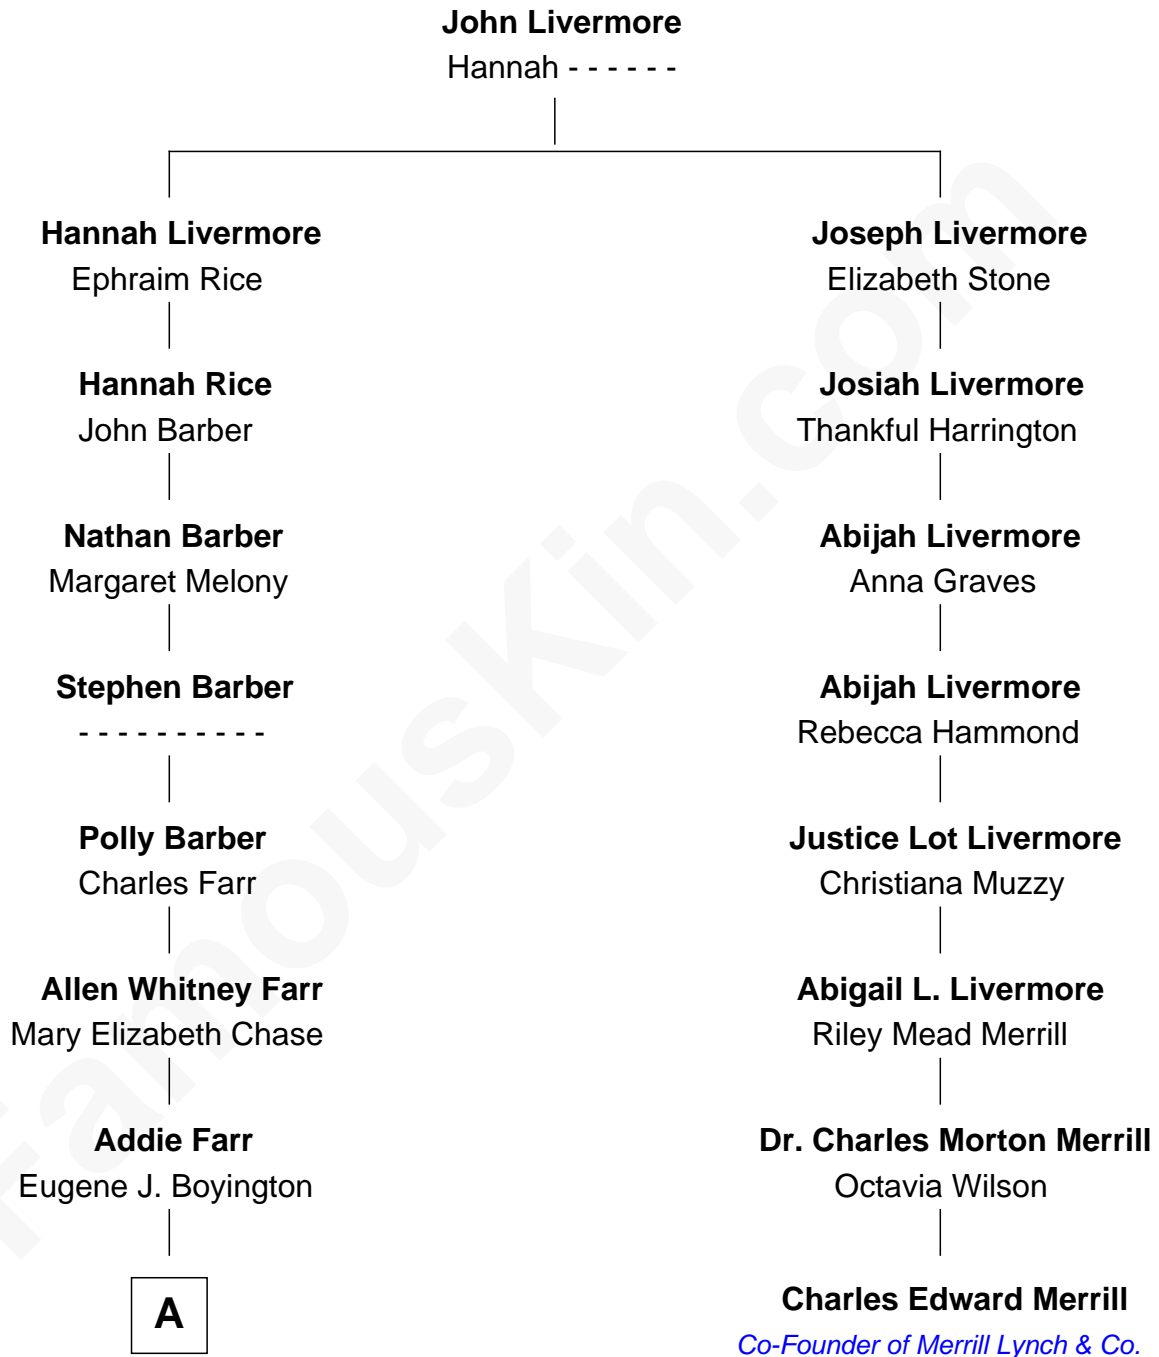 John Livermore
Hannah - - - - - -
Hannah Livermore
Ephraim Rice
Joseph Livermore
Elizabeth Stone
Hannah Rice
John Barber
Josiah Livermore
Thankful Harrington
Nathan Barber
Margaret Melony
Abijah Livermore
Anna Graves
Stephen Barber
- - - - - - - - - -
Abijah Livermore
Rebecca Hammond
Polly Barber
Charles Farr
Justice Lot Livermore
Christiana Muzzy
Allen Whitney Farr
Mary Elizabeth Chase
Abigail L. Livermore
Riley Mead Merrill
Addie Farr
Eugene J. Boyington
Dr. Charles Morton Merrill
Octavia Wilson
A
Charles Edward Merrill
Co-Founder of Merrill Lynch & Co.
FamousKin.com